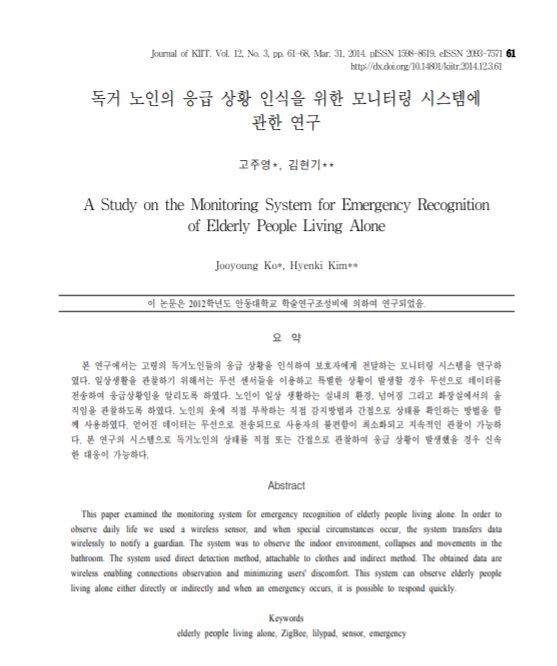 Journal of KIIT. Vol. 12, No. 3, pp. 61-68, Mar. 31, 2014. pISSN 1598-8619, eISSN 2093-7571 61
http://dx.doi.org/10.14801/kiitr.2014.12.3.61
독거 노인의 응급 상황 인식을 위한 모니터링 시스템에
관한 연구
고주영*, 김현기**
A Study on the Monitoring System for Emergency Recognition
of Elderly People Living Alone
Jooyoung Ko*, Hyenki Kim**
이 논문은 2012학년도 안동대학교 학술연구조성비에 의하여 연구되었음.
요 약
본 연구에서는 고령의 독거노인들의 응급 상황을 인식하여 보호자에게 전달하는 모니터링 시스템을 연구하
였다. 일상생활을 관찰하기 위해서는 무선 센서들을 이용하고 특별한 상황이 발생할 경우 무선으로 데이터를
전송하여 응급상황임을 알리도록 하였다. 노인이 일상 생활하는 실내의 환경, 넘어짐 그리고 화장실에서의 움
직임을 관찰하도록 하였다. 노인의 옷에 직접 부착하는 직접 감지방법과 간접으로 상태를 확인하는 방법을 함
께 사용하였다. 얻어진 데이터는 무선으로 전송되므로 사용자의 불편함이 최소화되고 지속적인 관찰이 가능하
다. 본 연구의 시스템으로 독거노인의 상태를 직접 또는 간접으로 관찰하여 응급 상황이 발생했을 경우 신속
한 대응이 가능하다.
Abstract
This paper examined the monitoring system for emergency recognition of elderly people living alone. In order to
observe daily life we used a wireless sensor, and when special circumstances occur, the system transfers data
wirelessly to notify a guardian. The system was to observe the indoor environment, collapses and movements in the
bathroom. The system used direct detection method, attachable to clothes and indirect method. The obtained data are
wireless enabling connections observation and minimizing users' discomfort. This system can observe elderly people
living alone either directly or indirectly and when an emergency occurs, it is possible to respond quickly.
Keywords
elderly people living alone, ZigBee, lilypad, sensor, emergency